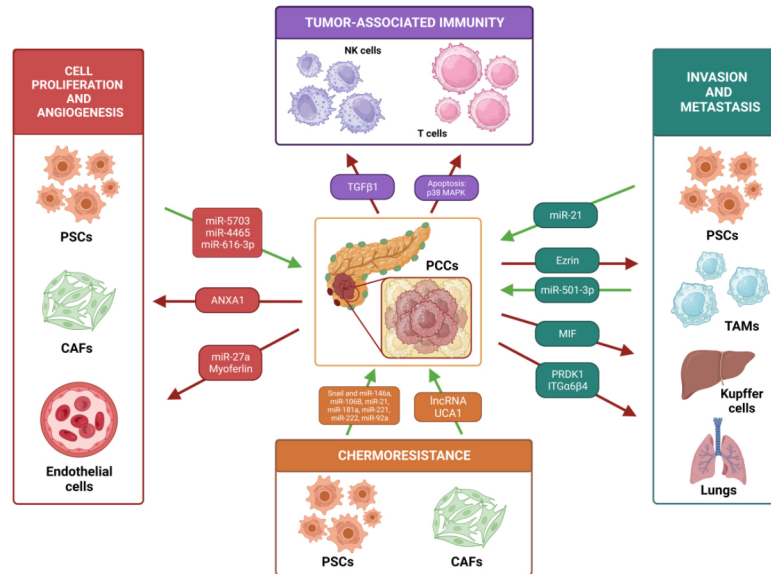 TUMOR-ASSOCIATED IMMUNITY
NK cells
T cells
CELL
PROLIFERATION
AND
ANGIOGENESIS
PSCs
CAFs
Endothelial
cells
INVASION
AND
METASTASIS
PSCs
TAMs
Kupffer
cells
Lungs
TGFβ1
Apoptosis:
p38 MAPK
miR-5703
miR-4465
miR-616-3p
ANXA1
miR-27a
Myoferlin
PCCs
miR-21
Ezrin
miR-501-3p
MIF
PRDK1
ITGα6β4
Snail and miR-146a,
miR-106B, miR-21,
miR-181a, miR-221,
miR-222, miR-92a
lncRNA
UCA1
CHERMORESISTANCE
PSCs
CAFs